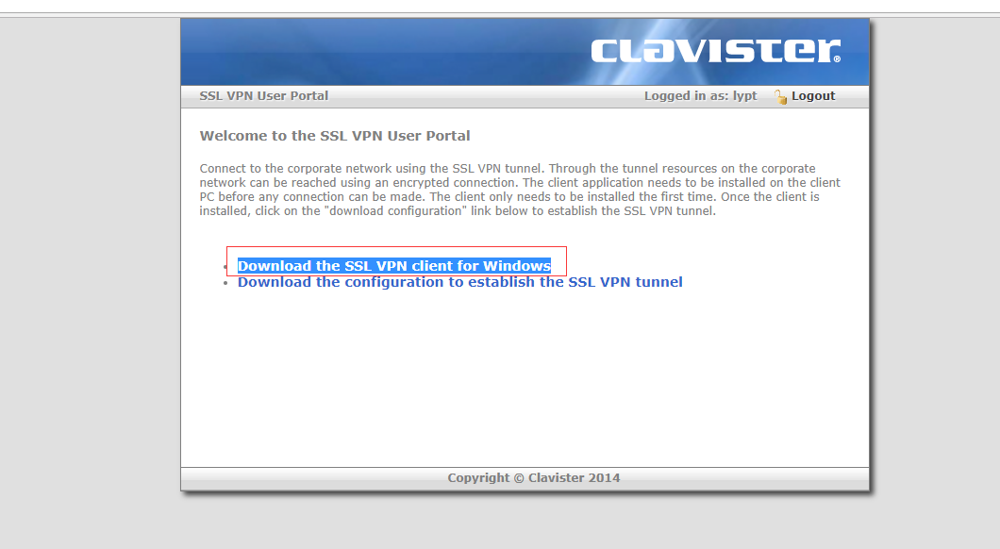 CLAVISTER®
SSL VPN User Portal
Logged in as: lypt
Logout
Welcome to the SSL VPN User Portal
Connect to the corporate network using the SSL VPN tunnel. Through the tunnel resources on the corporate
network can be reached using an encrypted connection. The client application needs to be installed on the client
PC before any connection can be made. The client only needs to be installed the first time. Once the client is
installed, click on the "download configuration" link below to establish the SSL VPN tunnel.
Download the SSL VPN client for Windows
Download the configuration to establish the SSL VPN tunnel
Copyright © Clavister 2014